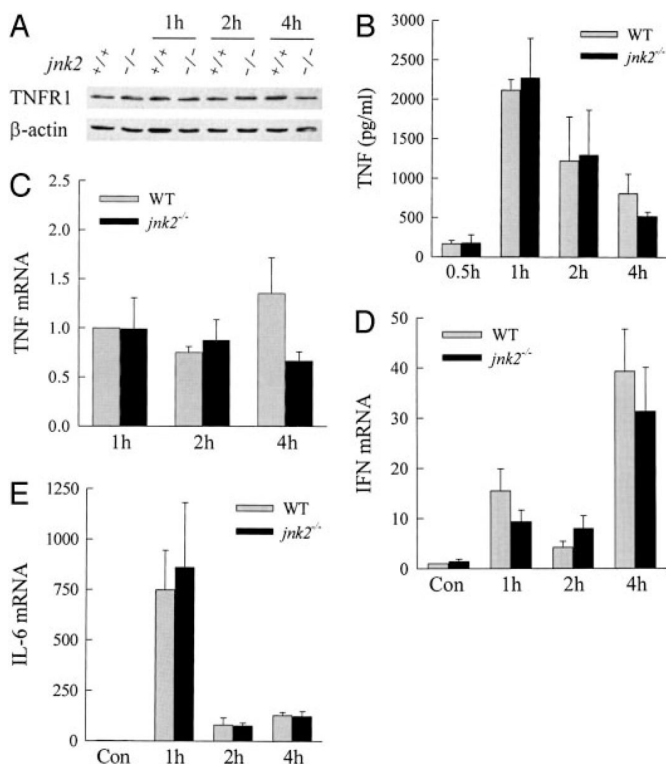 A
1h 2h 4h
jnk2 +/+ -/- +/+ -/- +/+ -/- +/+ -/-
TNFR1
β-actin
B
3000
2500
2000
1500
1000
500
0
TNF (pg/ml)
WT
jnk2-/-
0.5h 1h 2h 4h
C
2.5
2.0
1.5
1.0
0.5
0.0
TNF mRNA
WT
jnk2-/-
1h 2h 4h
D
50
40
30
20
10
0
IFN mRNA
WT
jnk2-/-
Con 1h 2h 4h
E
1250
1000
750
500
250
0
IL-6 mRNA
WT
jnk2-/-
Con 1h 2h 4h